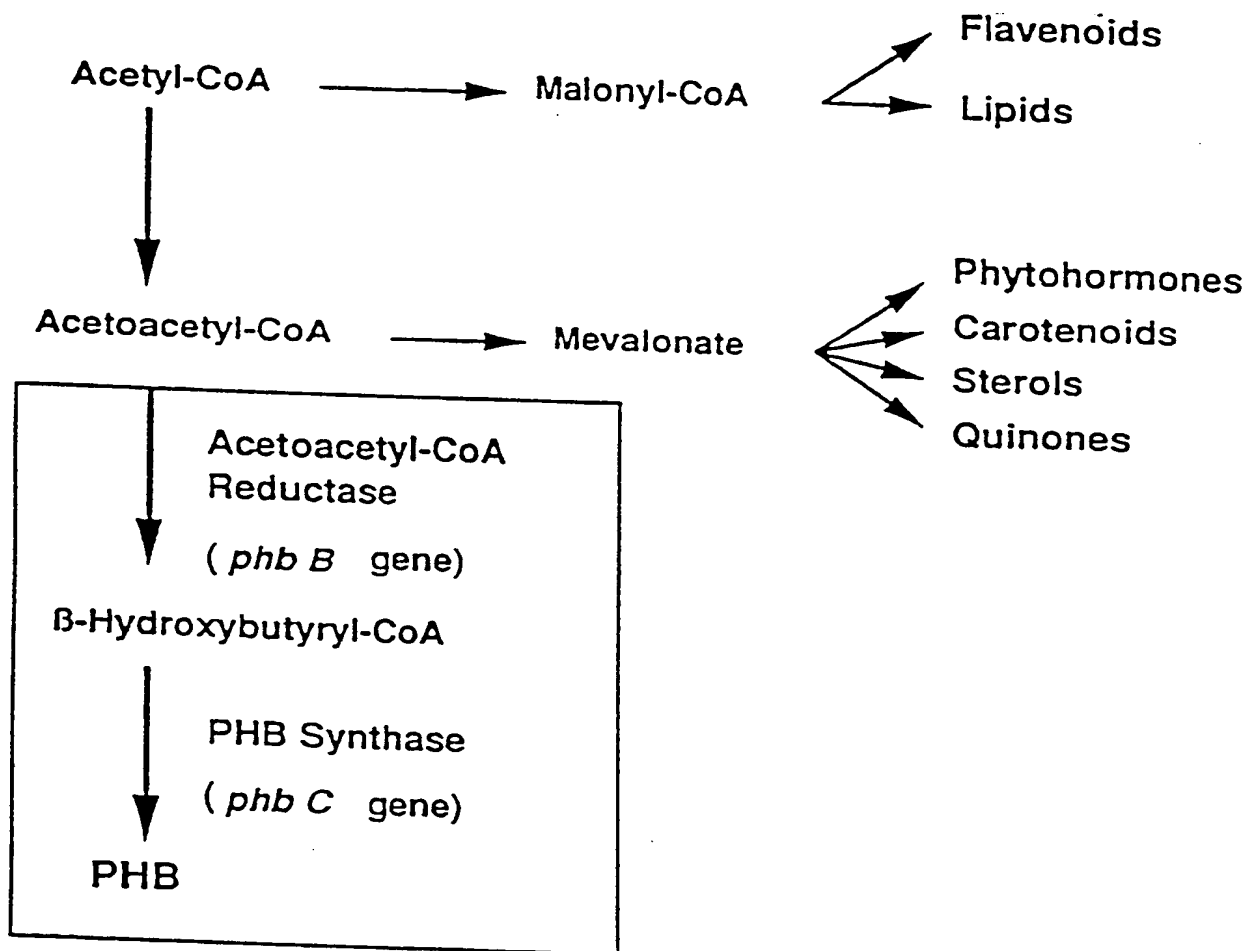 Flavenoids
Acetyl-CoA
Malonyl-CoA
Lipids
Phytohormones
Acetoacetyl-CoA
Mevalonate
Carotenoids
Sterols
Quinones
Acetoacetyl-CoA
Reductase
( phb B gene)
ß-Hydroxybutyryl-CoA
PHB Synthase
( phb C gene)
PHB